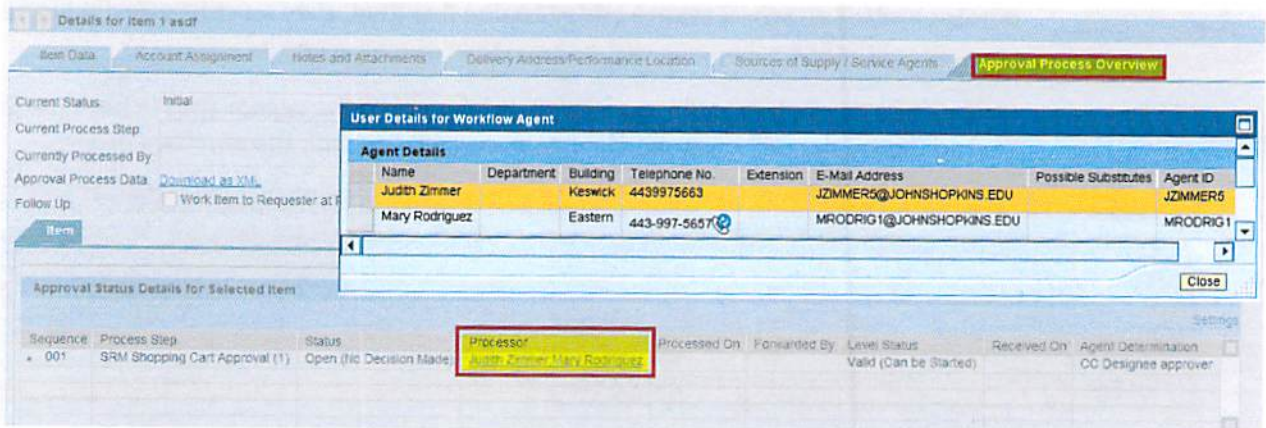 Details for item 1 asdf
Item Data Account Assignment Notes and Attachments Delivery Address/Performance Location Sources of Supply / Service Agents Approval Process Overview
Current Status: Initial
Current Process Step
Currently Processed By
Approval Process Data: Download as XML
Follow Up: Work Item to Requester at
Item
User Details for Workflow Agent
Agent Details
Name Department Building Telephone No. Extension E-Mail Address Possible Substitutes Agent ID
Judith Zimmer Keswick 4439975663 JZIMMER5@JOHNSHOPKINS.EDU JZIMMER5
Mary Rodriguez Eastern 443-997-5657 MRODRIG1@JOHNSHOPKINS.EDU MRODRIG1
Close
Approval Status Details for Selected Item
Settings
Sequence Process Step Status Processor Processed On Forwarded By Level Status Received On Agent Determination
001 SRM Shopping Cart Approval (1) Open (No Decision Made) Judith Zimmer Mary Rodriguez Valid (Can be Started) CC Designee approver